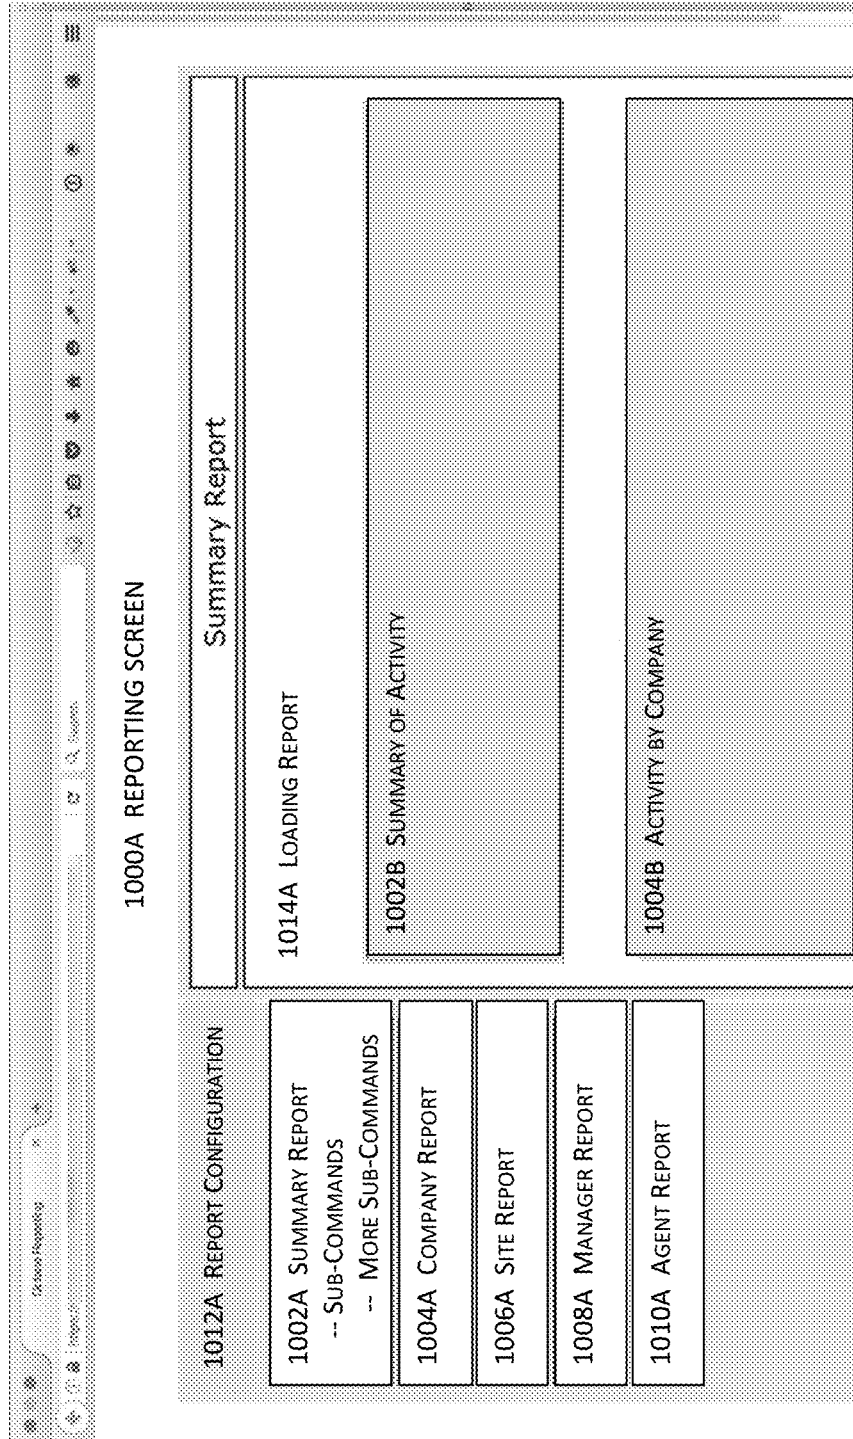 1000A REPORTING SCREEN
1012A REPORT CONFIGURATION
1002A SUMMARY REPORT
-- SUB-COMMANDS
-- MORE SUB-COMMANDS
1004A COMPANY REPORT
1006A SITE REPORT
1008A MANAGER REPORT
1010A AGENT REPORT
Summary Report
1014A LOADING REPORT
1002B SUMMARY OF ACTIVITY
1004B ACTIVITY BY COMPANY